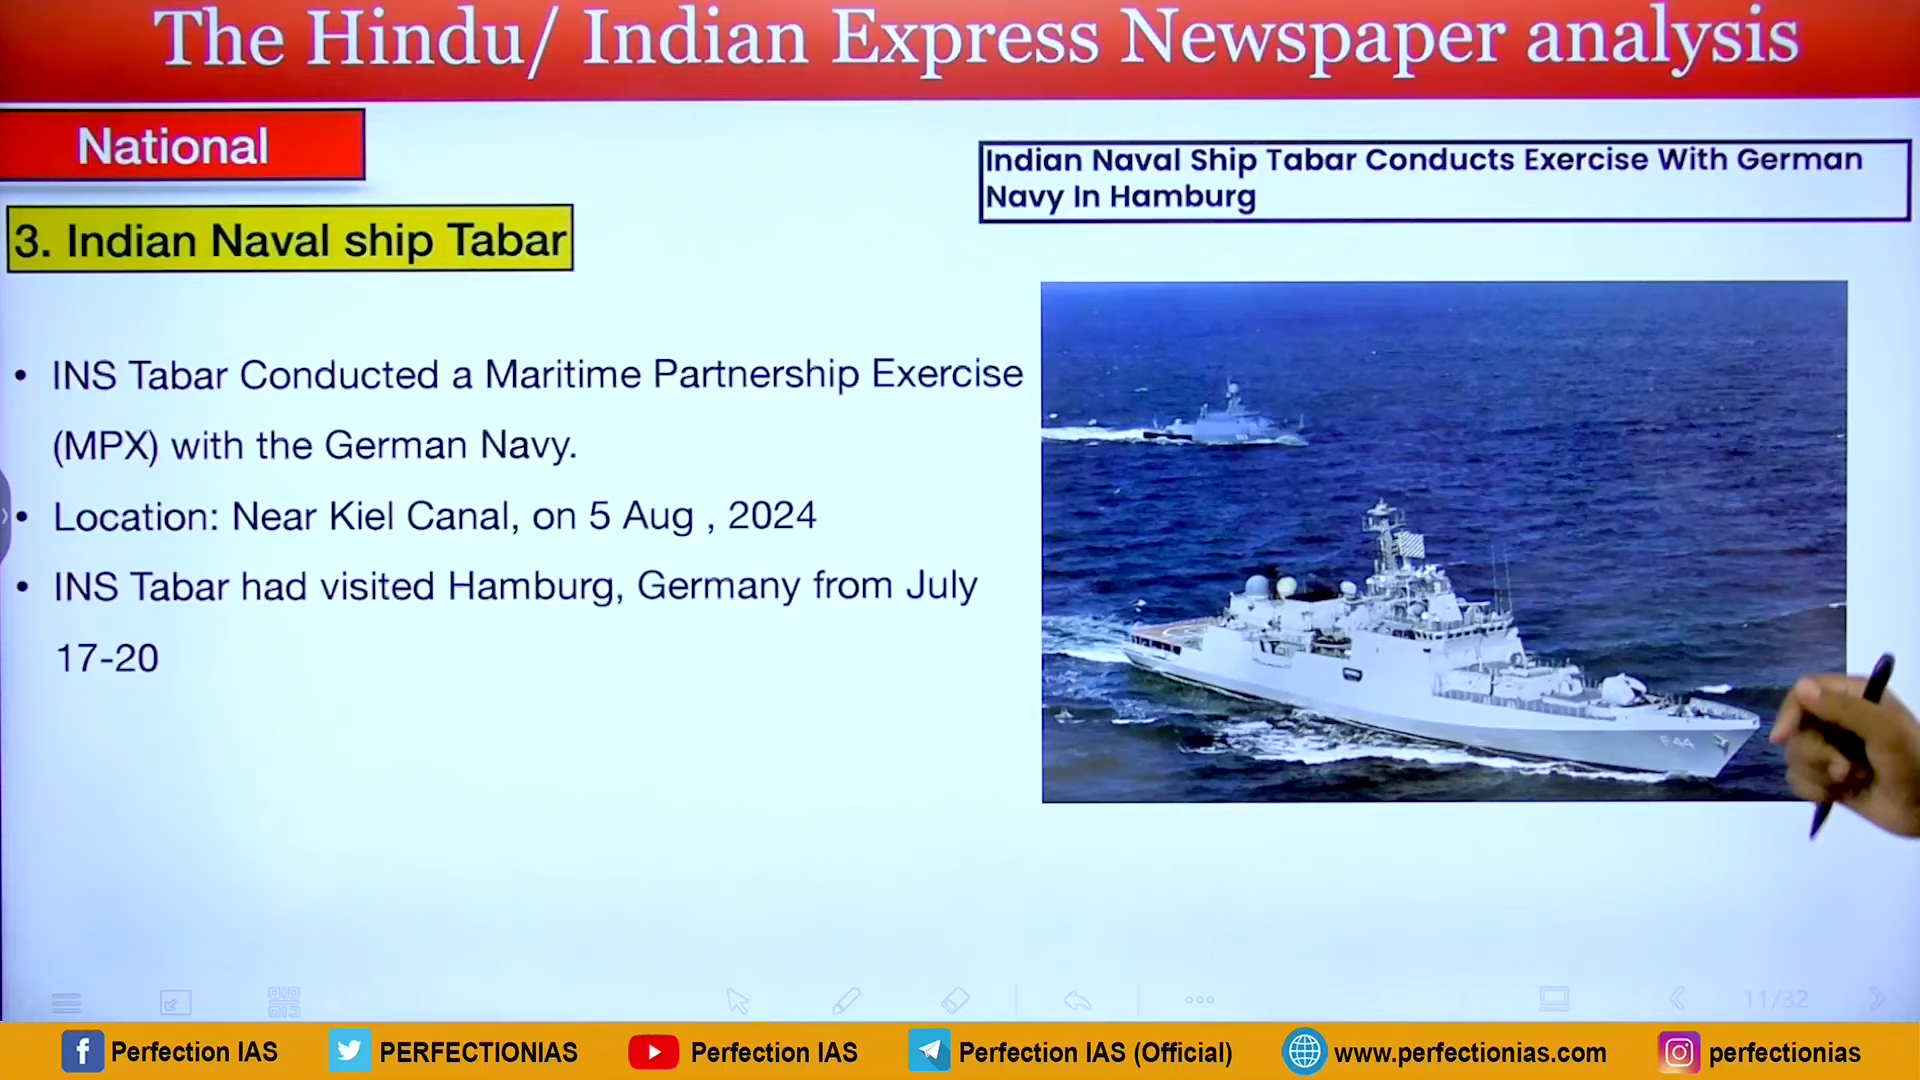 The Hindu/ Indian Express Newspaper analysis
National
Indian Naval Ship Tabar Conducts Exercise With German
Navy In Hamburg
3. Indian Naval ship Tabar
• INS Tabar Conducted a Maritime Partnership Exercise
(MPX) with the German Navy.
• Location: Near Kiel Canal, on 5 Aug , 2024
• INS Tabar had visited Hamburg, Germany from July
17-20
F44
11/32
Perfection IAS
PERFECTIONIAS
Perfection IAS
Perfection IAS (Official)
www.perfectionias.com
perfectionias